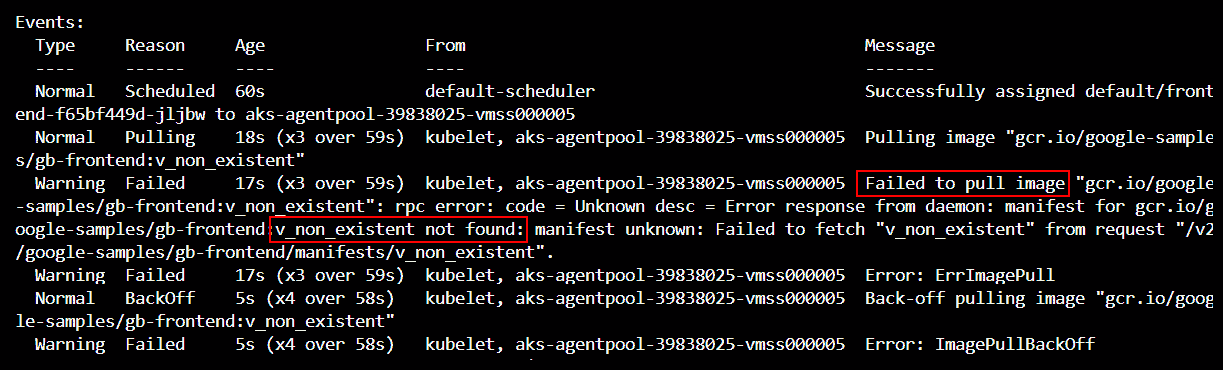 Events:
Type Reason Age From Message
---- ------ ---- ---- -------
Normal Scheduled 60s default-scheduler Successfully assigned default/front
end-f65bf449d-jljbw to aks-agentpool-39838025-vmss000005
Normal Pulling 18s (x3 over 59s) kubelet, aks-agentpool-39838025-vmss000005 Pulling image "gcr.io/google-sample
s/gb-frontend:v_non_existent"
Warning Failed 17s (x3 over 59s) kubelet, aks-agentpool-39838025-vmss000005 Failed to pull image "gcr.io/google
-samples/gb-frontend:v_non_existent": rpc error: code = Unknown desc = Error response from daemon: manifest for gcr.io/g
oogle-samples/gb-frontend:v_non_existent not found: manifest unknown: Failed to fetch "v_non_existent" from request "/v2
/google-samples/gb-frontend/manifests/v_non_existent".
Warning Failed 17s (x3 over 59s) kubelet, aks-agentpool-39838025-vmss000005 Error: ErrImagePull
Normal BackOff 5s (x4 over 58s) kubelet, aks-agentpool-39838025-vmss000005 Back-off pulling image "gcr.io/goog
le-samples/gb-frontend:v_non_existent"
Warning Failed 5s (x4 over 58s) kubelet, aks-agentpool-39838025-vmss000005 Error: ImagePullBackOff